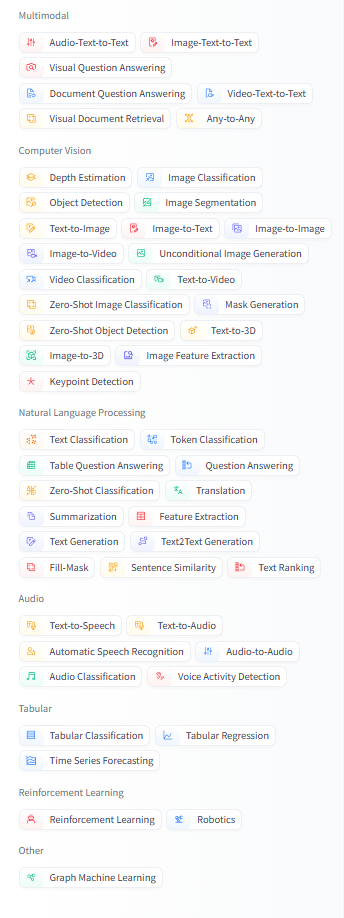 Multimodal
Audio-Text-to-Text Image-Text-to-Text
Visual Question Answering
Document Question Answering Video-Text-to-Text
Visual Document Retrieval Any-to-Any
Computer Vision
Depth Estimation Image Classification
Object Detection Image Segmentation
Text-to-Image Image-to-Text Image-to-Image
Image-to-Video Unconditional Image Generation
Video Classification Text-to-Video
Zero-Shot Image Classification Mask Generation
Zero-Shot Object Detection Text-to-3D
Image-to-3D Image Feature Extraction
Keypoint Detection
Natural Language Processing
Text Classification Token Classification
Table Question Answering Question Answering
Zero-Shot Classification Translation
Summarization Feature Extraction
Text Generation Text2Text Generation
Fill-Mask Sentence Similarity Text Ranking
Audio
Text-to-Speech Text-to-Audio
Automatic Speech Recognition Audio-to-Audio
Audio Classification Voice Activity Detection
Tabular
Tabular Classification Tabular Regression
Time Series Forecasting
Reinforcement Learning
Reinforcement Learning Robotics
Other
Graph Machine Learning